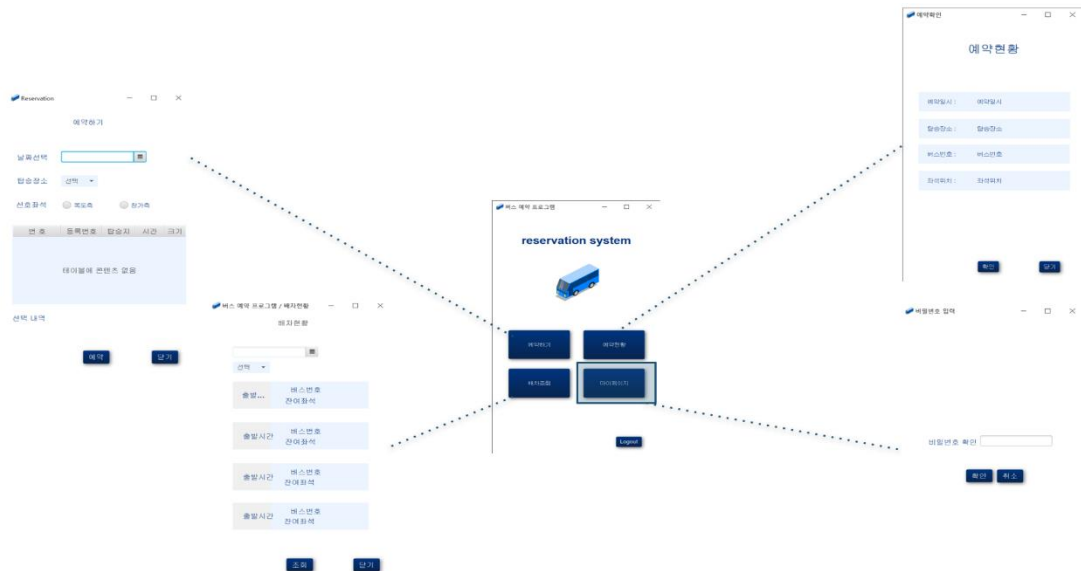 Reservation
예약하기
날짜선택
탑승장소 선택
선호좌석 복도측 창가측
번 호 등록번호 탑승지 시간 크기
테이블에 콘텐츠 없음
선택 내역
예약 닫기
버스 예약 프로그램 / 배차현황
배차현황
선택
출발... 버스번호
잔여좌석
출발시간 버스번호
잔여좌석
출발시간 버스번호
잔여좌석
출발시간 버스번호
잔여좌석
조회 닫기
버스 예약 프로그램
reservation system
예약하기 예약현황
배차현황 마이페이지
Logout
예약확인
예약현황
예약일시 : 예약일시
탑승장소 : 탑승장소
버스번호 : 버스번호
좌석위치 : 좌석위치
확인 닫기
비밀번호 입력
비밀번호 확인
확인 취소